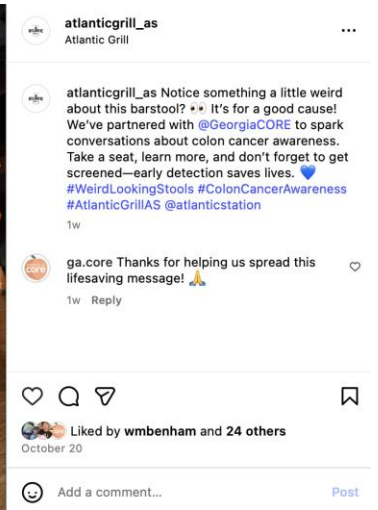 atlanticgrill_as
Atlantic Grill
atlanticgrill_as Notice something a little weird
about this barstool? 👀 It's for a good cause!
We've partnered with @GeorgiaCORE to spark
conversations about colon cancer awareness.
Take a seat, learn more, and don't forget to get
screened—early detection saves lives. 💙
#WeirdLookingStools #ColonCancerAwareness
#AtlanticGrillAS @atlanticstation
1w
core
ga.core Thanks for helping us spread this
lifesaving message! 🙏
1w Reply
Liked by wmbenham and 24 others
October 20
Add a comment...
Post